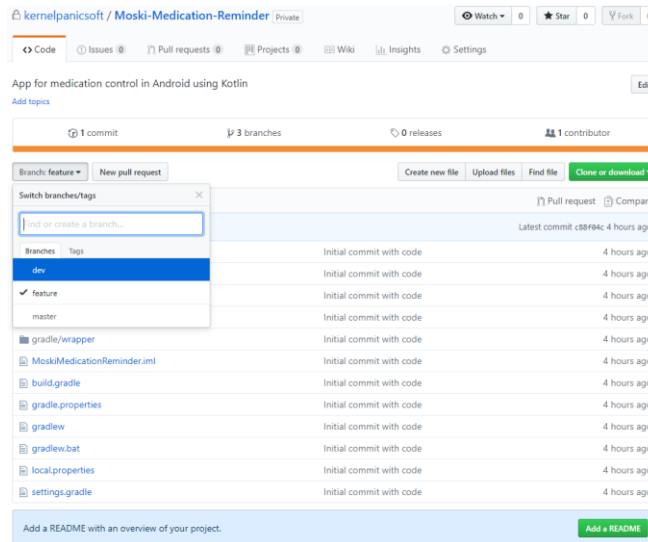 kernelpanicsoft / Moski-Medication-Reminder Private
Watch 0 Star 0 Fork
Code Issues 0 Pull requests 0 Projects 0 Wiki Insights Settings
App for medication control in Android using Kotlin
Edi
Add topics
1 commit 3 branches 0 releases 1 contributor
Branch: feature New pull request Create new file Upload files Find file Clone or download
Switch branches/tags
Pull request Compar
Find or create a branch...
Latest commit c88f04c 4 hours ago
Branches Tags
Initial commit with code 4 hours ago
dev Initial commit with code 4 hours ago
feature Initial commit with code 4 hours ago
master Initial commit with code 4 hours ago
gradle/wrapper Initial commit with code 4 hours ago
MoskiMedicationReminder.iml Initial commit with code 4 hours ago
build.gradle Initial commit with code 4 hours ago
gradle.properties Initial commit with code 4 hours ago
gradlew Initial commit with code 4 hours ago
gradlew.bat Initial commit with code 4 hours ago
local.properties Initial commit with code 4 hours ago
settings.gradle Initial commit with code 4 hours ago
Add a README with an overview of your project. Add a README